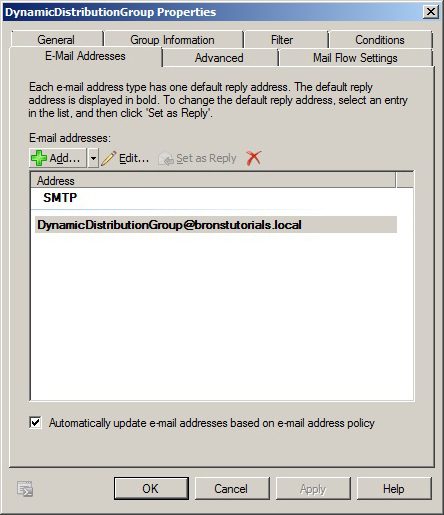 DynamicDistributionGroup Properties
General Group Information Filter Conditions
E-Mail Addresses Advanced Mail Flow Settings
Each e-mail address type has one default reply address. The default reply
address is displayed in bold. To change the default reply address, select an entry
in the list, and then click 'Set as Reply'.
E-mail addresses:
Add... Edit... Set as Reply
Address
SMTP
DynamicDistributionGroup@bronstutorials.local
Automatically update e-mail addresses based on e-mail address policy
OK Cancel Apply Help